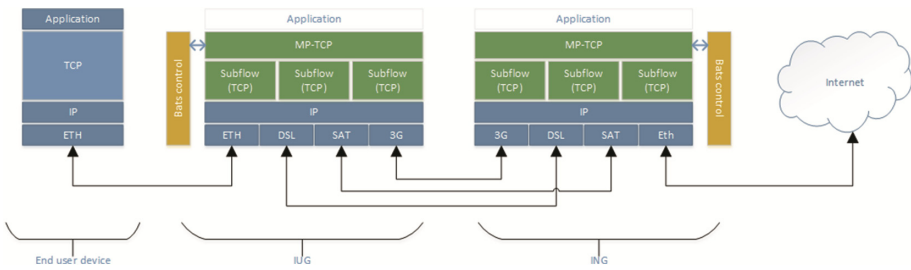 Application
TCP
IP
ETH
Bats control
Application
MP-TCP
Subflow
(TCP)
Subflow
(TCP)
Subflow
(TCP)
IP
ETH
DSL
SAT
3G
Application
MP-TCP
Subflow
(TCP)
Subflow
(TCP)
Subflow
(TCP)
IP
3G
DSL
SAT
Eth
Bats control
Internet
End user device
IUG
ING